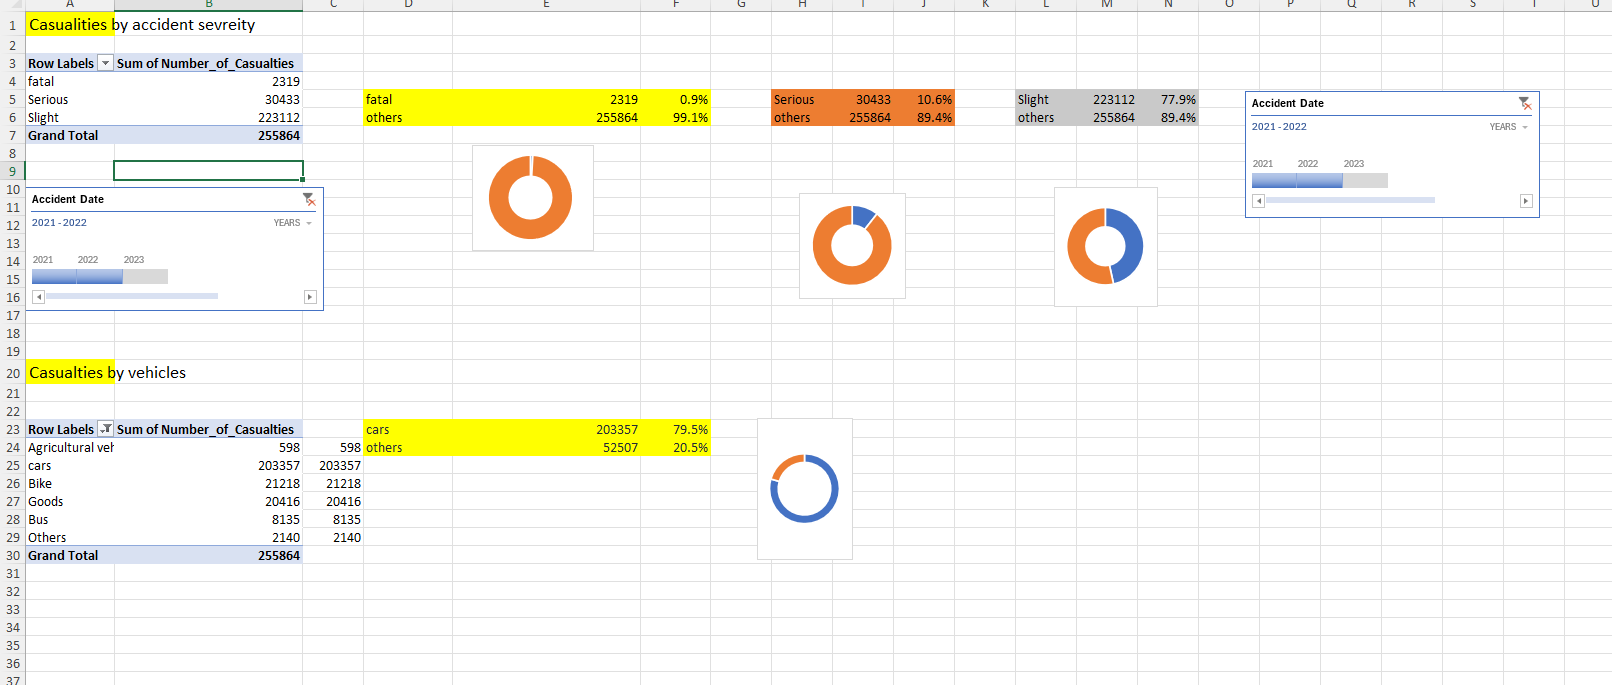 A B C D E F G H I J K L M N O P Q R S T U
1 Casualities by accident sevreity
2
3 Row Labels Sum of Number_of_Casualties
4 fatal 2319
5 Serious 30433 fatal 2319 0.9% Serious 30433 10.6% Slight 223112 77.9%
6 Slight 223112 others 255864 99.1% others 255864 89.4% others 255864 89.4%
7 Grand Total 255864
Accident Date
2021 - 2022 YEARS
2021 2022 2023
8
9
10
Accident Date
11
12
2021 - 2022 YEARS
13
14
2021 2022 2023
15
16
17
18
19
20 Casualties by vehicles
21
22
23 Row Labels Sum of Number_of_Casualties cars 203357 79.5%
24 Agricultural veh 598 598 others 52507 20.5%
25 cars 203357 203357
26 Bike 21218 21218
27 Goods 20416 20416
28 Bus 8135 8135
29 Others 2140 2140
30 Grand Total 255864
31
32
33
34
35
36
37